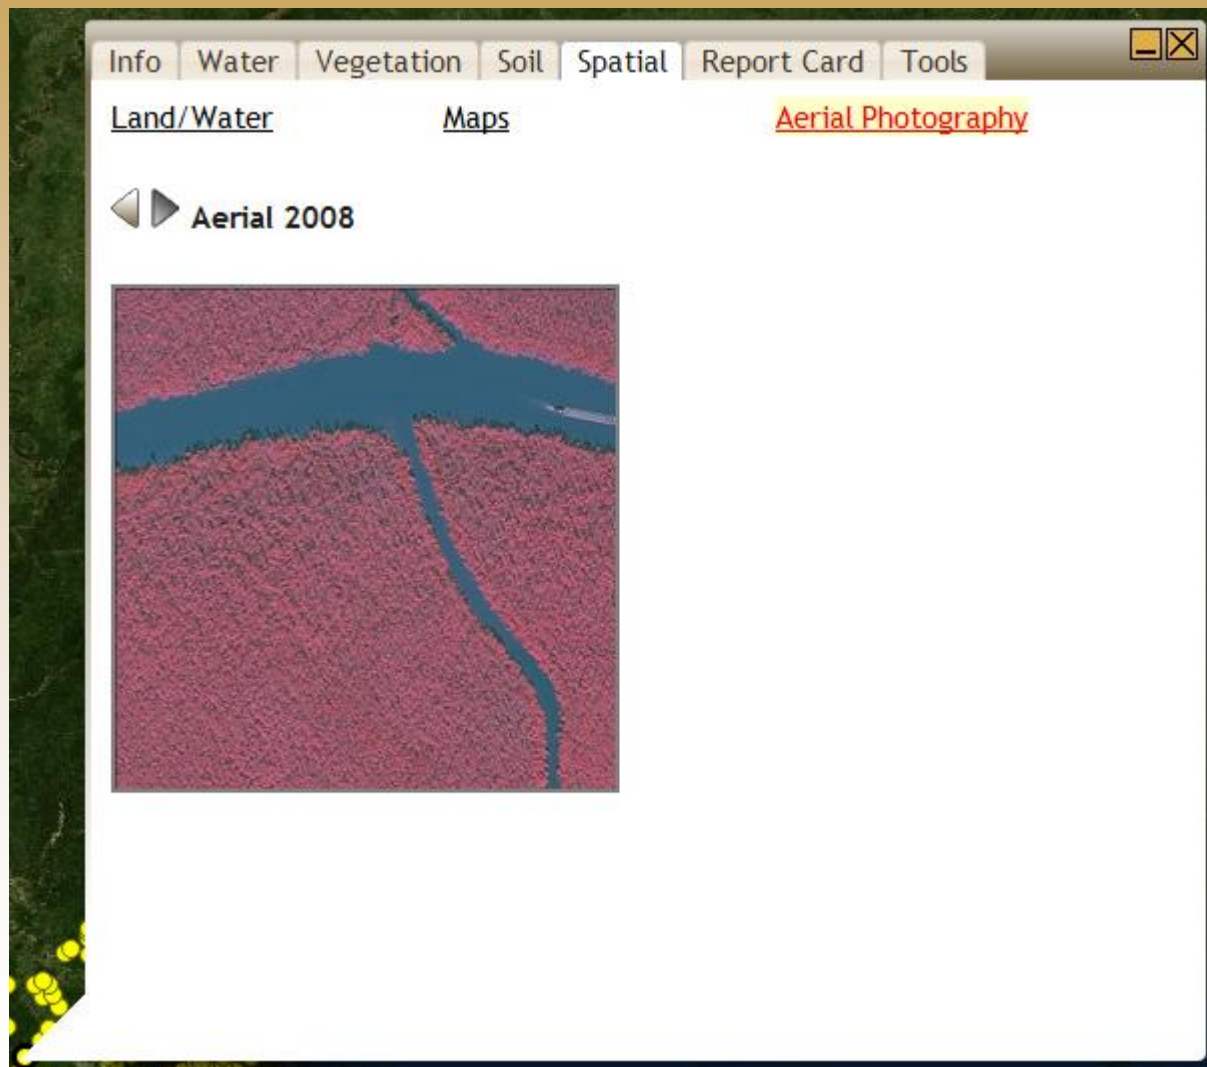 Info Water Vegetation Soil Spatial Report Card Tools
Land/Water Maps Aerial Photography
Aerial 2008